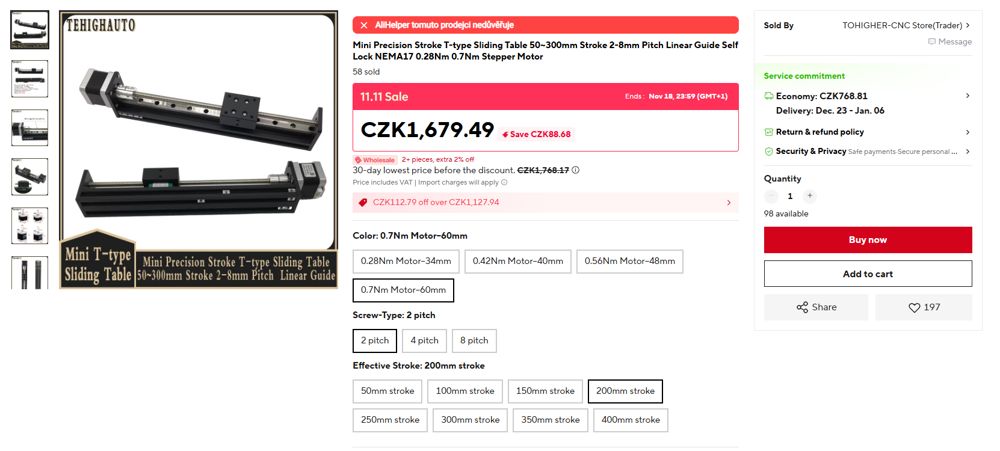 TEHIGHAUTO
Mini T-type
Sliding Table
Mini Precision Stroke T-type Sliding Table
50~300mm Stroke 2-8mm Pitch Linear Guide
AliHelper tomuto prodejci nedůvěřuje
Mini Precision Stroke T-type Sliding Table 50~300mm Stroke 2-8mm Pitch Linear Guide Self
Lock NEMA17 0.28Nm 0.7Nm Stepper Motor
58 sold
11.11 Sale
Ends: Nov 18, 23:59 (GMT+1)
CZK1,679.49
Save CZK88.68
Wholesale 2+ pieces, extra 2% off
30-day lowest price before the discount. CZK1,768.17
Price includes VAT | Import charges will apply
CZK112.79 off over CZK1,127.94
Color: 0.7Nm Motor-60mm
0.28Nm Motor-34mm
0.42Nm Motor-40mm
0.56Nm Motor-48mm
0.7Nm Motor-60mm
Screw-Type: 2 pitch
2 pitch
4 pitch
8 pitch
Effective Stroke: 200mm stroke
50mm stroke
100mm stroke
150mm stroke
200mm stroke
250mm stroke
300mm stroke
350mm stroke
400mm stroke
Sold By
TOHIGHER-CNC Store(Trader)
Message
Service commitment
Economy: CZK768.81
Delivery: Dec. 23 - Jan. 06
Return & refund policy
Security & Privacy Safe payments·Secure personal ...
Quantity
- 1 +
98 available
Buy now
Add to cart
Share
197